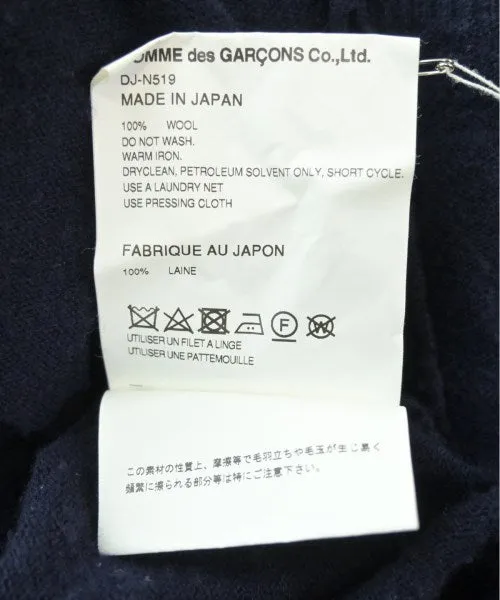 COMME des GARÇONS Co.,Ltd.
DJ-N519
MADE IN JAPAN
100% WOOL
DO NOT WASH.
WARM IRON.
DRYCLEAN, PETROLEUM SOLVENT ONLY, SHORT CYCLE.
USE A LAUNDRY NET
USE PRESSING CLOTH
FABRIQUE AU JAPON
100% LAINE
F W
UTILISER UN FILET A LINGE
UTILISER UNE PATTEMOUILLE
この素材の性質上、摩擦等で毛羽立ちや毛玉が生じ易く
頻繁に擦られる部分等は特にご注意下さい。